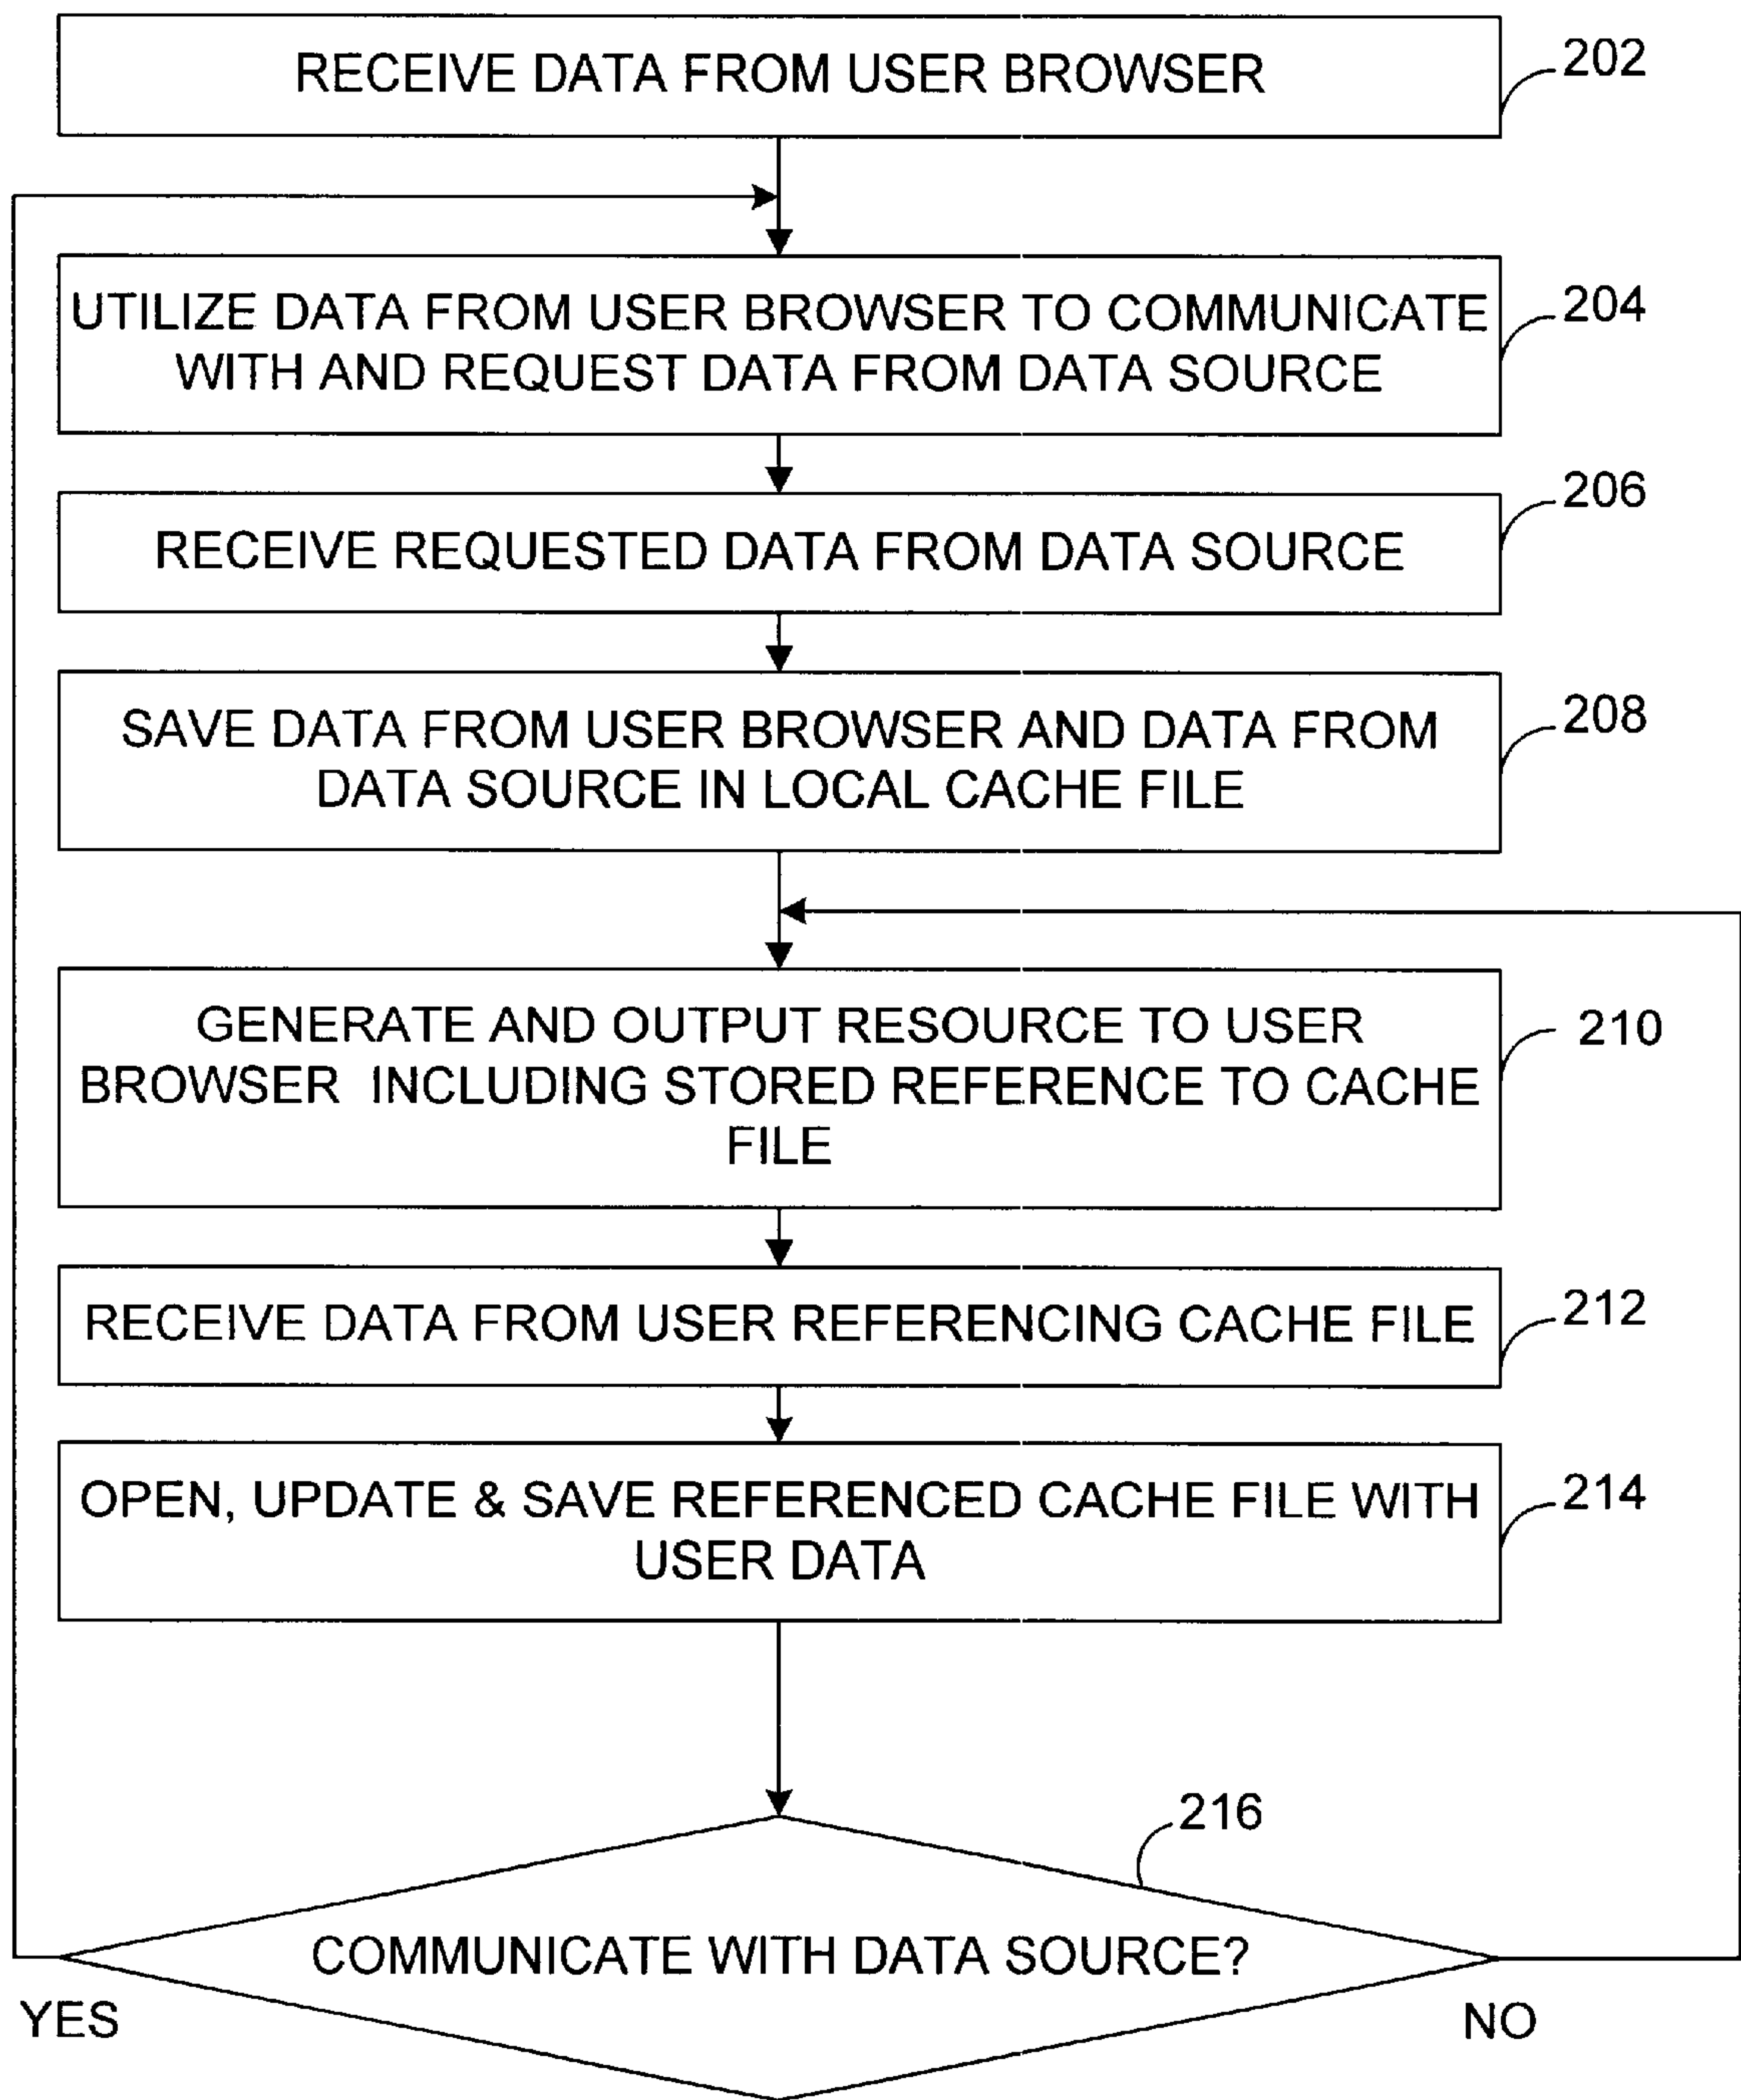 RECEIVE DATA FROM USER BROWSER
202
UTILIZE DATA FROM USER BROWSER TO COMMUNICATE
WITH AND REQUEST DATA FROM DATA SOURCE
204
RECEIVE REQUESTED DATA FROM DATA SOURCE
206
SAVE DATA FROM USER BROWSER AND DATA FROM
DATA SOURCE IN LOCAL CACHE FILE
208
GENERATE AND OUTPUT RESOURCE TO USER
BROWSER INCLUDING STORED REFERENCE TO CACHE
FILE
210
RECEIVE DATA FROM USER REFERENCING CACHE FILE
212
OPEN, UPDATE & SAVE REFERENCED CACHE FILE WITH
USER DATA
214
216
COMMUNICATE WITH DATA SOURCE?
YES
NO